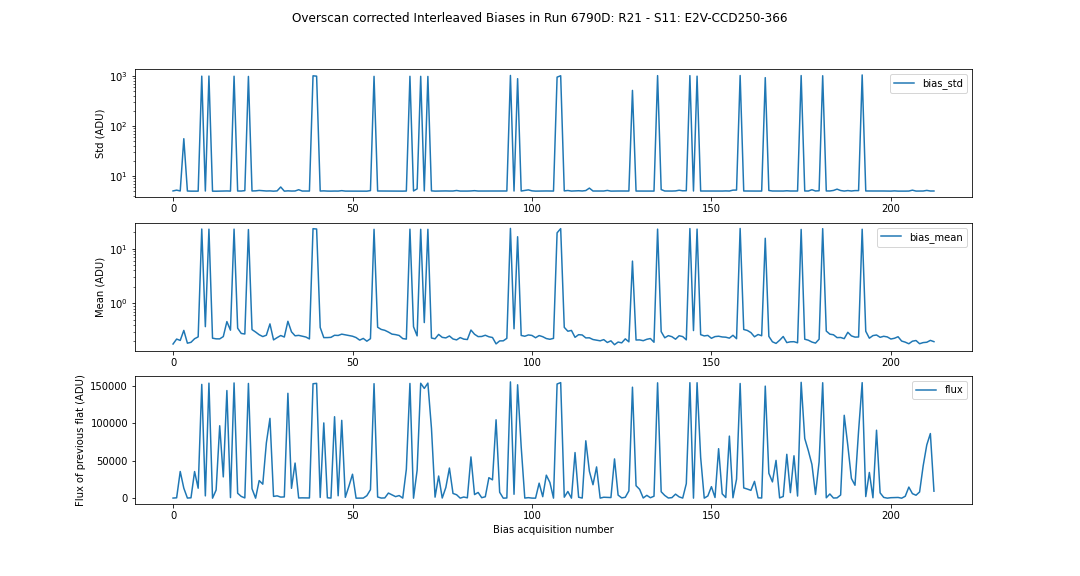 Overscan corrected Interleaved Biases in Run 6790D: R21 - S11: E2V-CCD250-366
10³
10²
10¹
Std (ADU)
bias_std
0 50 100 150 200
10¹
10⁰
Mean (ADU)
bias_mean
0 50 100 150 200
150000
100000
50000
0
Flux of previous flat (ADU)
flux
0 50 100 150 200
Bias acquisition number